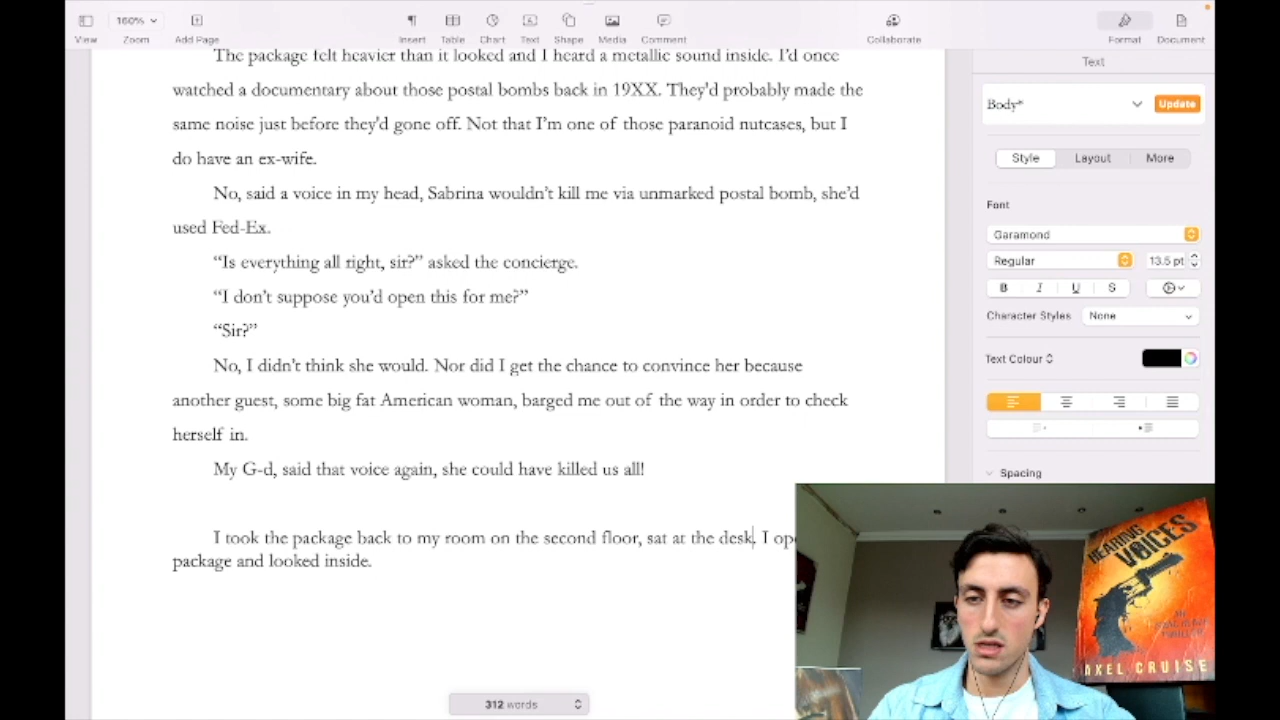 160%
View
Zoom
Add Page
Insert
Table
Chart
Text
Shape
Media
Comment
Collaborate
Format
Document
The package felt heavier than it looked and I heard a metallic sound inside. I'd once
watched a documentary about those postal bombs back in 19XX. They'd probably made the
same noise just before they'd gone off. Not that I'm one of those paranoid nutcases, but I
do have an ex-wife.
No, said a voice in my head, Sabrina wouldn't kill me via unmarked postal bomb, she'd
used Fed-Ex.
“Is everything all right, sir?” asked the concierge.
“I don't suppose you'd open this for me?”
“Sir?”
No, I didn't think she would. Nor did I get the chance to convince her because
another guest, some big fat American woman, barged me out of the way in order to check
herself in.
My G-d, said that voice again, she could have killed us all!
I took the package back to my room on the second floor, sat at the desk. I op
package and looked inside.
312 words
Text
Body*
Update
Style
Layout
More
Font
Garamond
Regular
13.5 pt
B I U S
Character Styles
None
Text Colour
Spacing
HEARING
VOICES
THRILLER
AXEL CRUISE